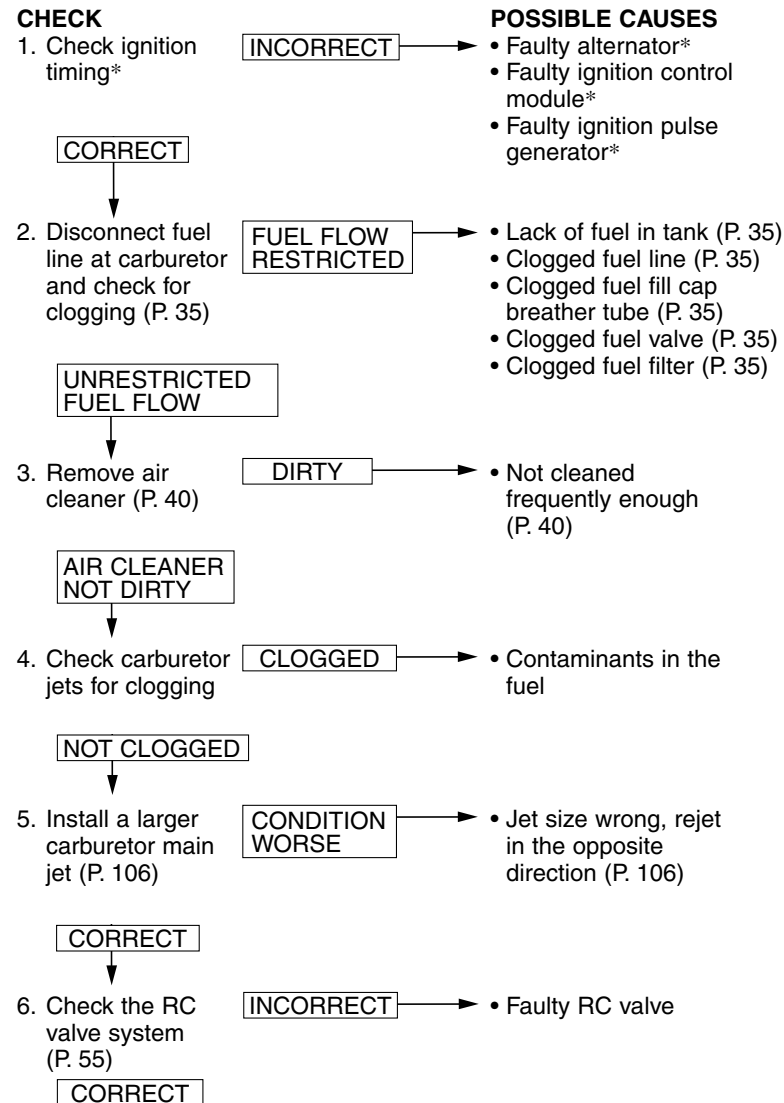 CHECK
POSSIBLE CAUSES
1. Check ignition
timing*
INCORRECT
• Faulty alternator*
• Faulty ignition control
module*
• Faulty ignition pulse
generator*
CORRECT
2. Disconnect fuel
line at carburetor
and check for
clogging (P. 35)
FUEL FLOW
RESTRICTED
• Lack of fuel in tank (P. 35)
• Clogged fuel line (P. 35)
• Clogged fuel fill cap
breather tube (P. 35)
• Clogged fuel valve (P. 35)
• Clogged fuel filter (P. 35)
UNRESTRICTED
FUEL FLOW
3. Remove air
cleaner (P. 40)
DIRTY
• Not cleaned
frequently enough
(P. 40)
AIR CLEANER
NOT DIRTY
4. Check carburetor
jets for clogging
CLOGGED
• Contaminants in the
fuel
NOT CLOGGED
5. Install a larger
carburetor main
jet (P. 106)
CONDITION
WORSE
• Jet size wrong, rejet
in the opposite
direction (P. 106)
CORRECT
6. Check the RC
valve system
(P. 55)
INCORRECT
• Faulty RC valve
CORRECT